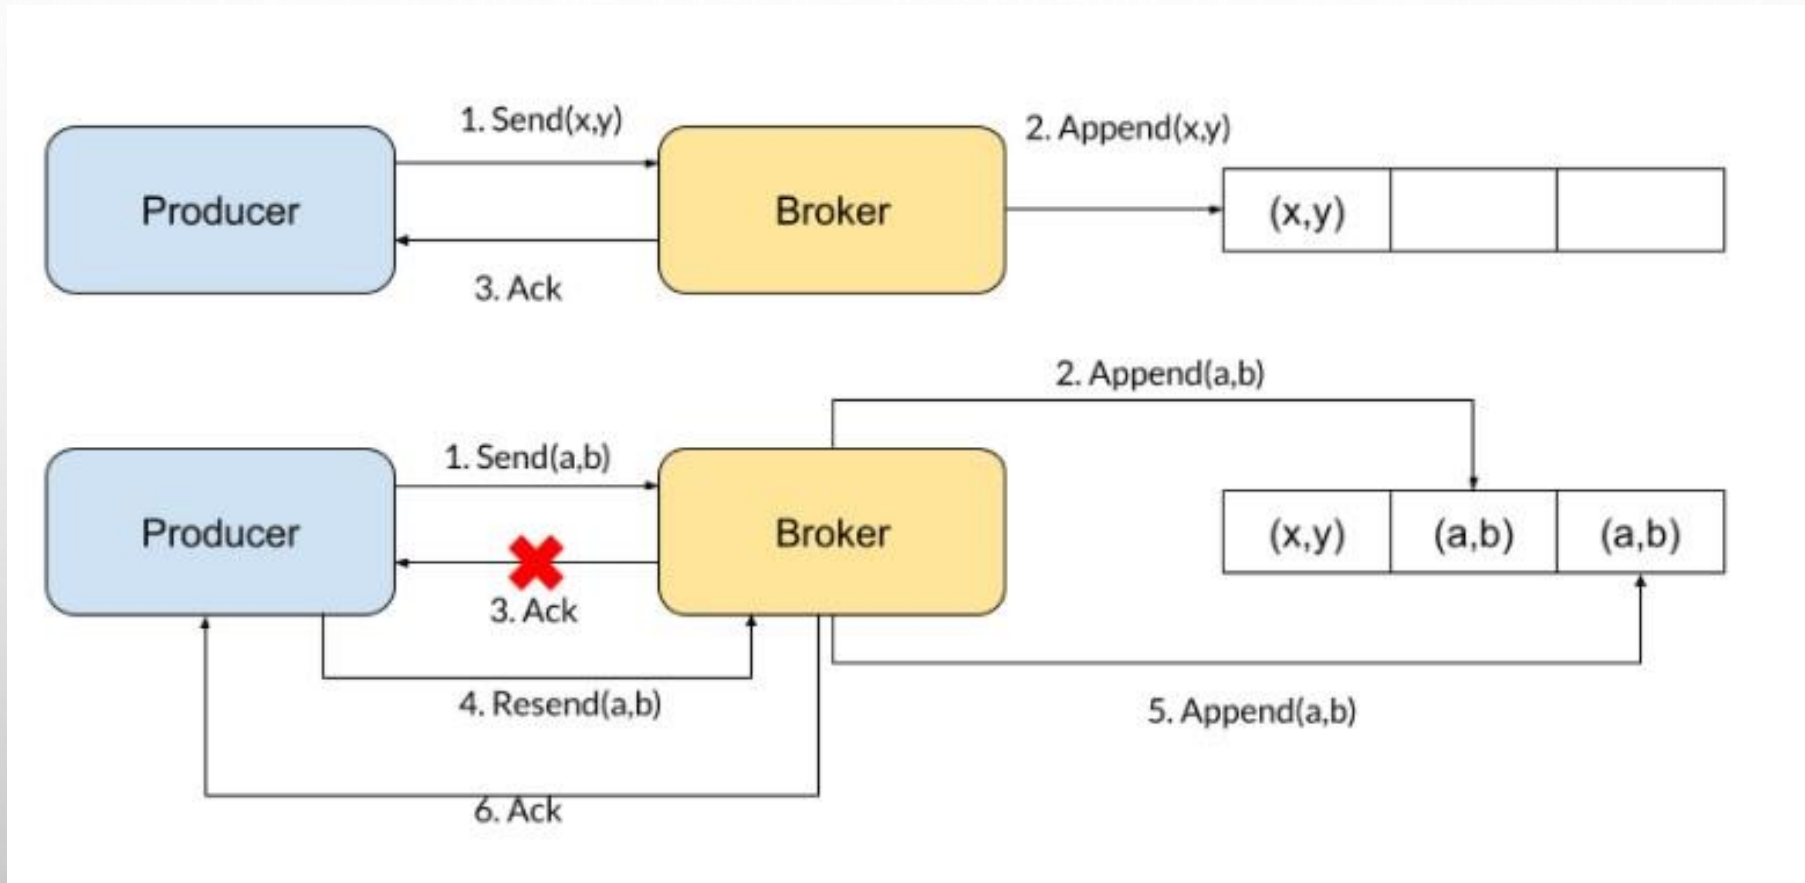 1. Send(x,y)
2. Append(x,y)
Producer
Broker
(x,y)
3. Ack
2. Append(a,b)
1. Send(a,b)
Producer
Broker
(x,y)
(a,b)
(a,b)
3. Ack
4. Resend(a,b)
5. Append(a,b)
6. Ack